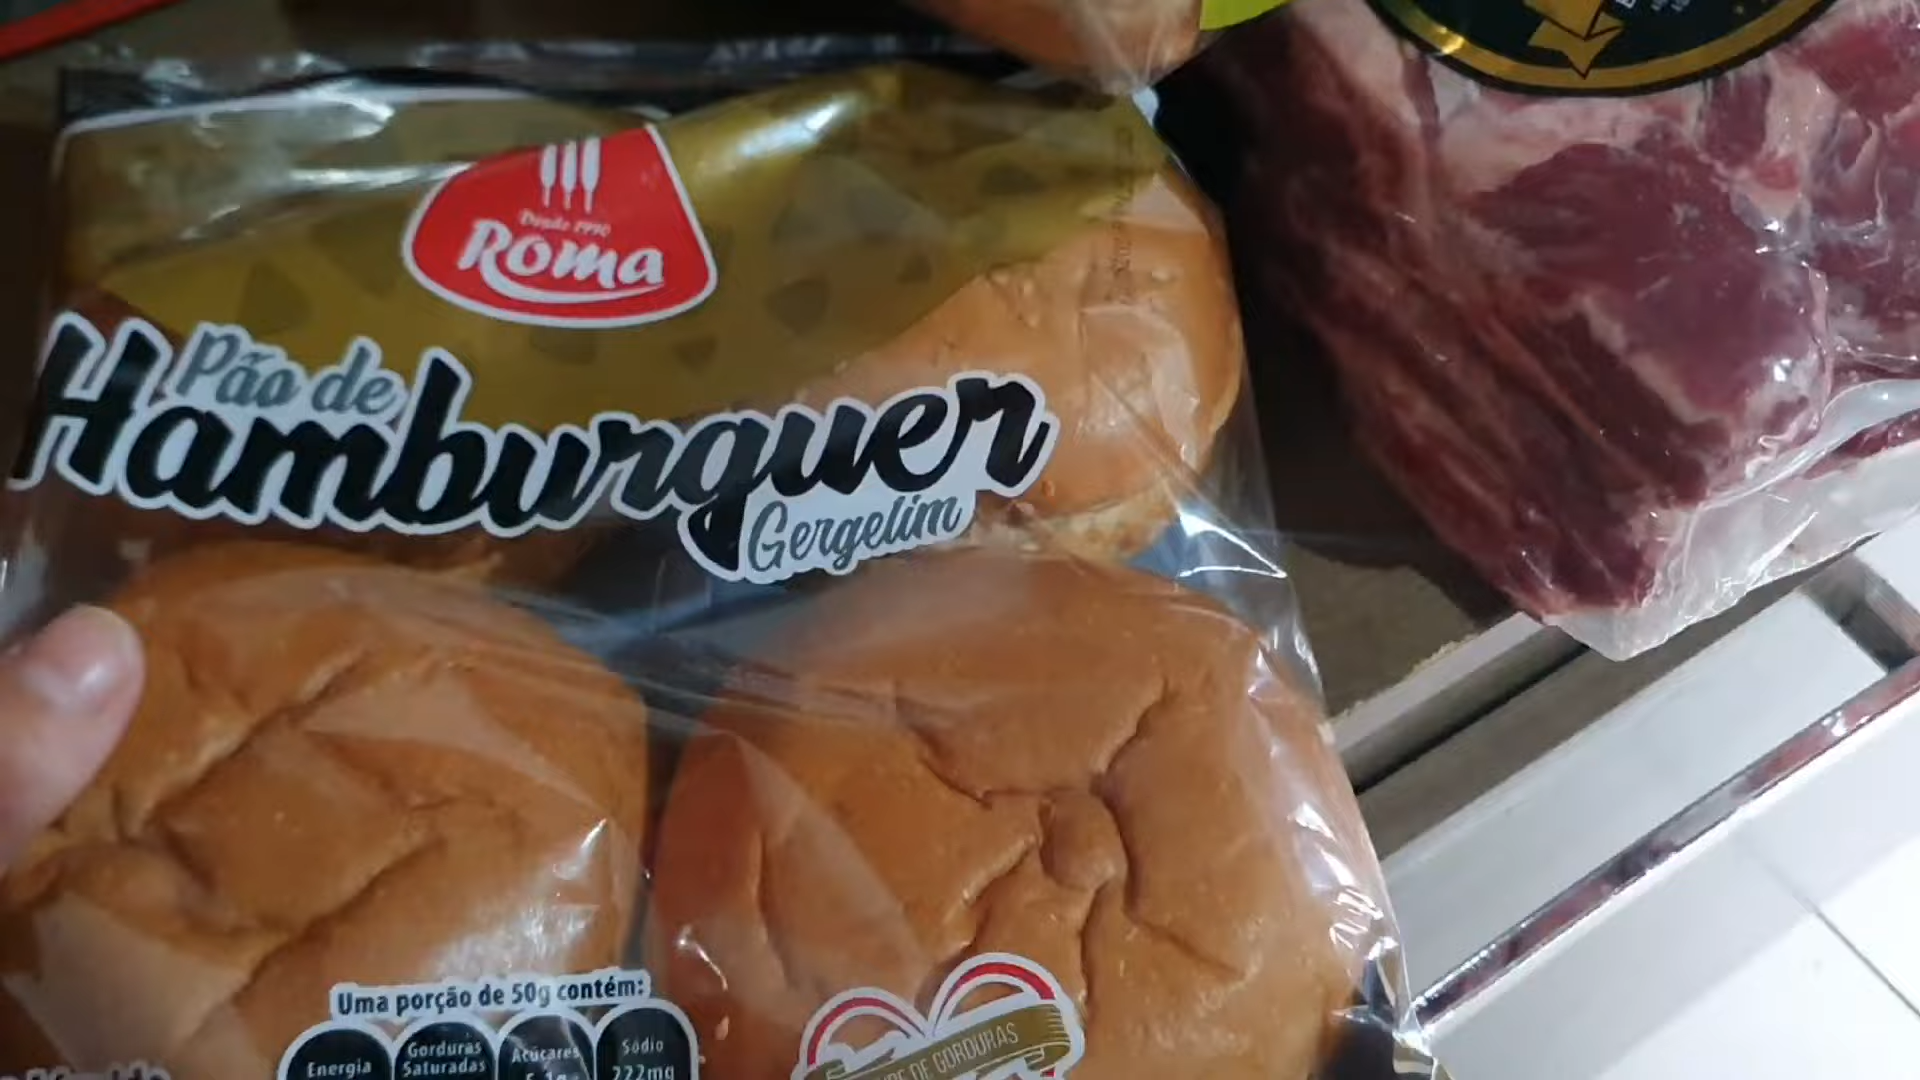 Desde 1990
Roma
Pão de
Hamburguer
Gergelim
Uma porção de 50g contém:
Energia
Gorduras
Saturadas
Açúcares
Sódio
222mg
DE GORDURAS